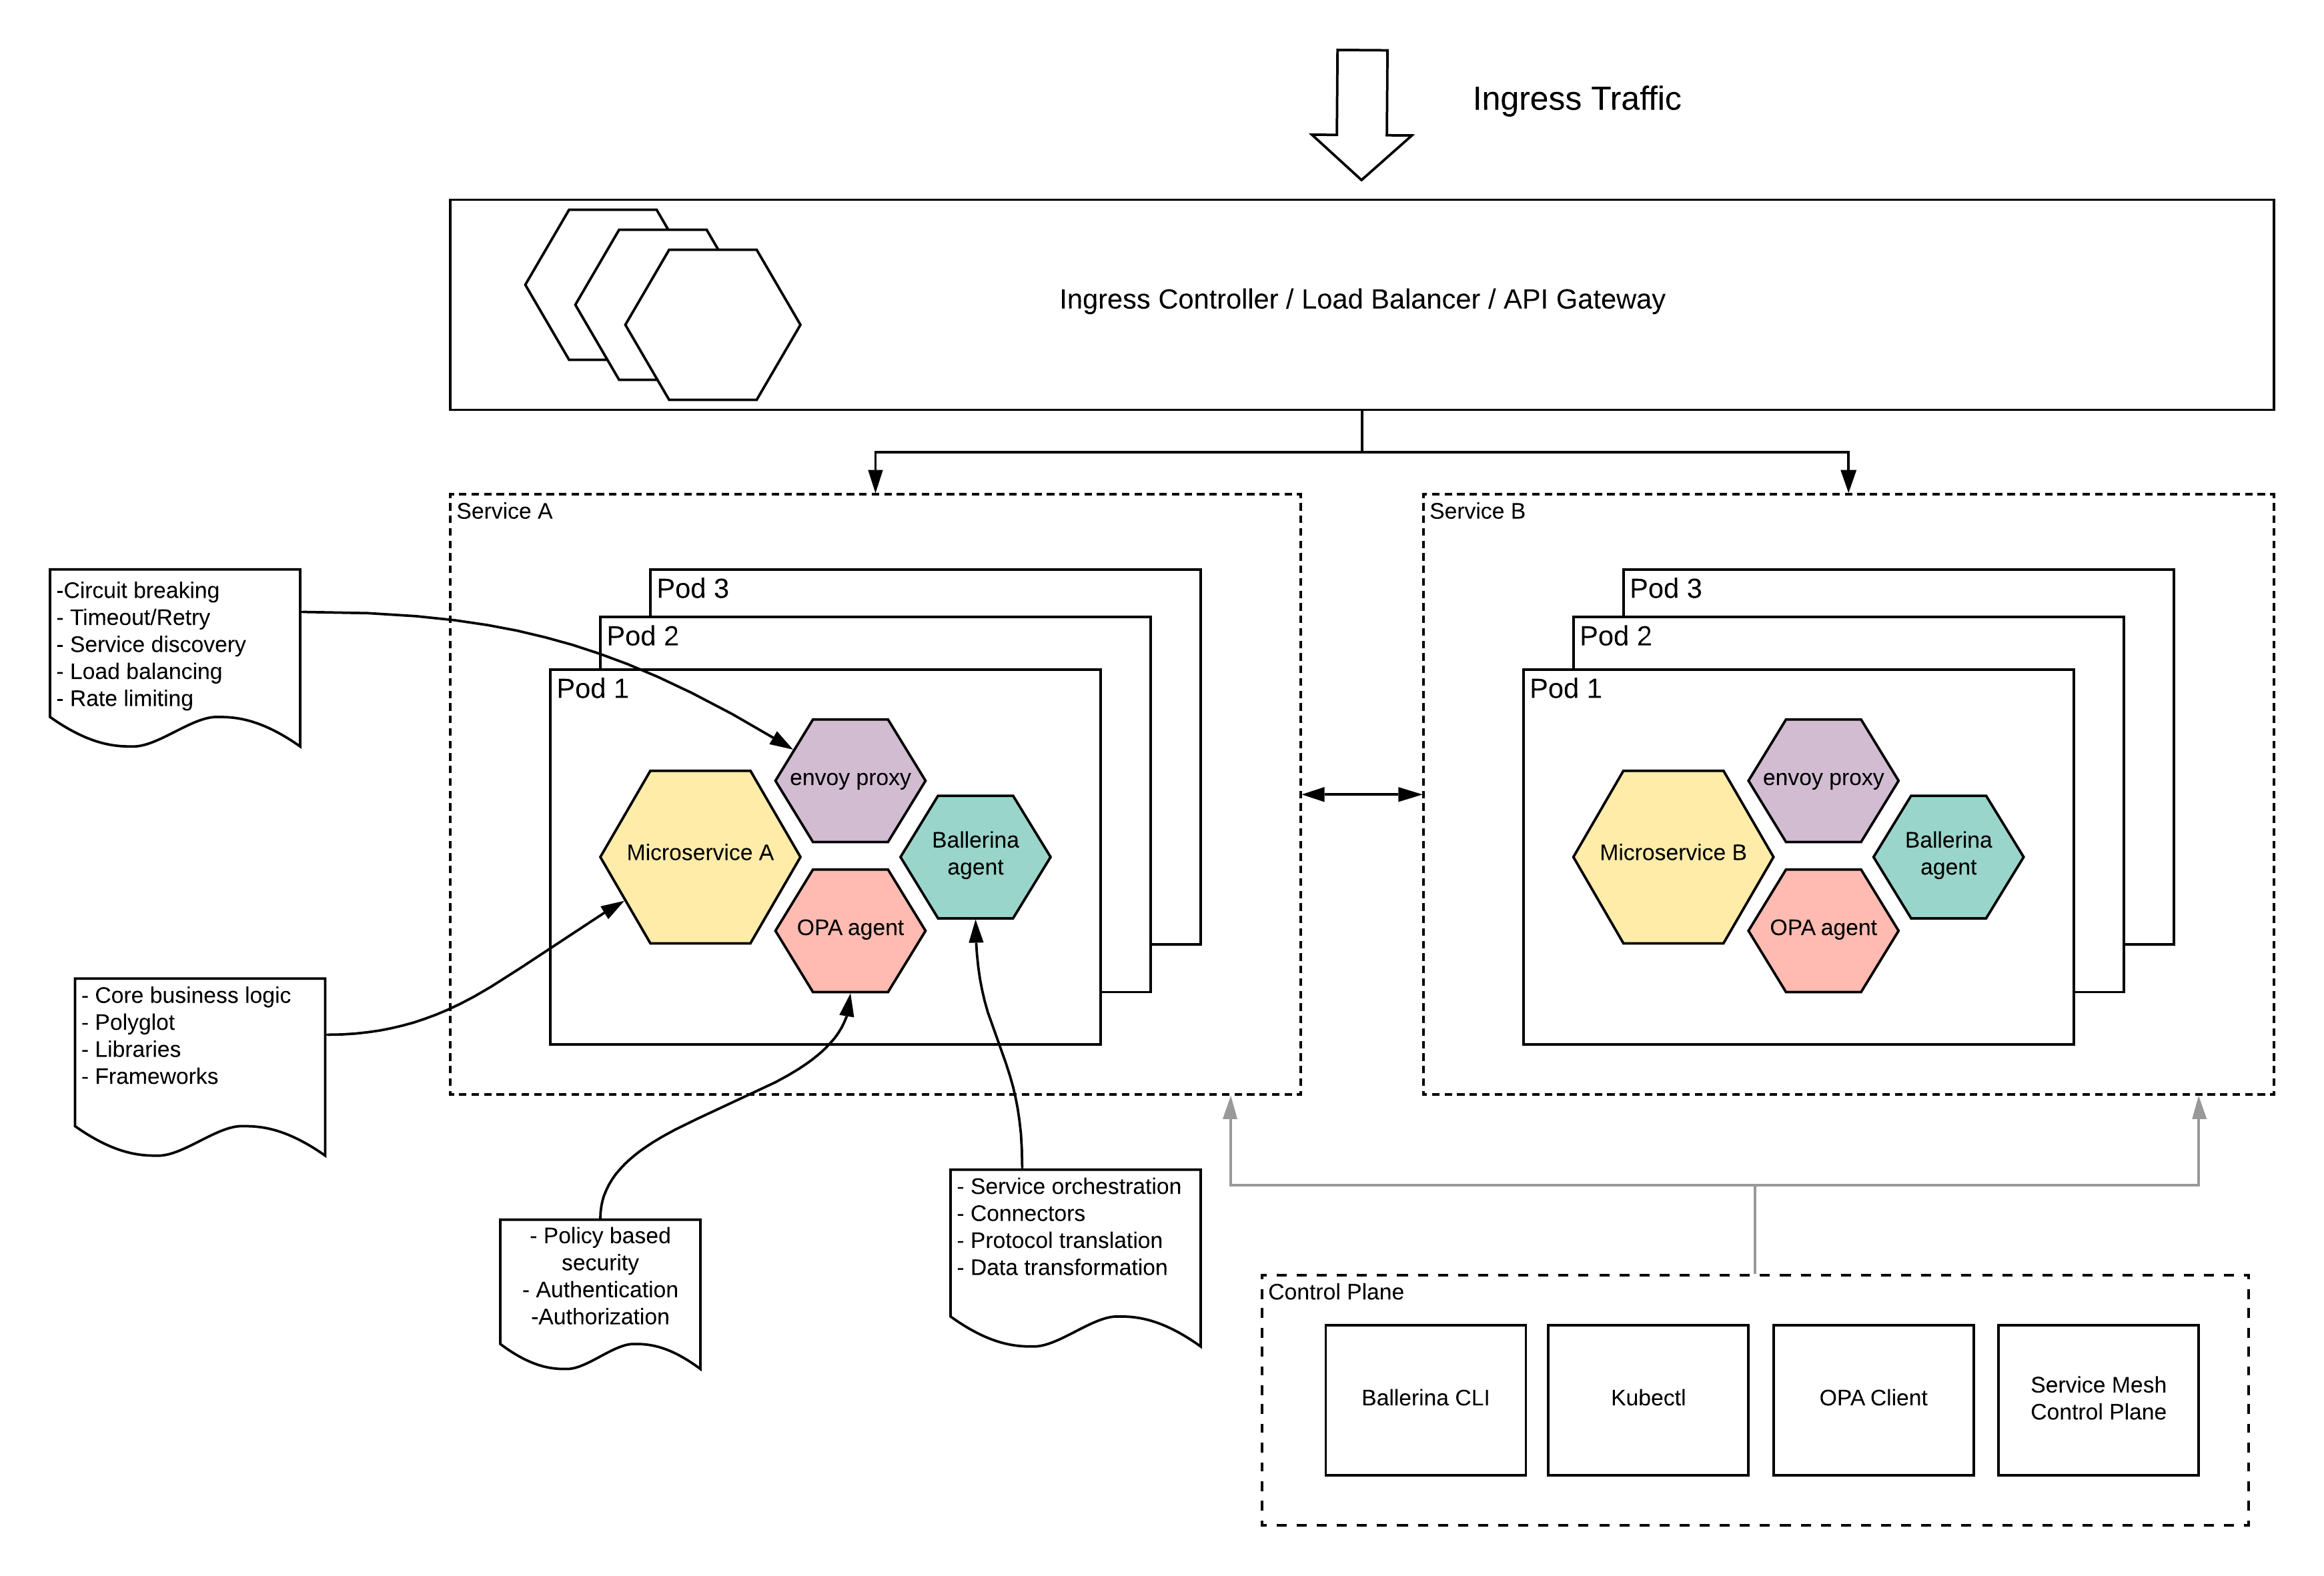 Ingress Traffic
Ingress Controller / Load Balancer / API Gateway
Service A
Service B
-Circuit breaking
- Timeout/Retry
- Service discovery
- Load balancing
- Rate limiting
Pod 3
Pod 2
Pod 1
envoy proxy
Microservice A
Ballerina
agent
OPA agent
Pod 3
Pod 2
Pod 1
envoy proxy
Microservice B
Ballerina
agent
OPA agent
- Core business logic
- Polyglot
- Libraries
- Frameworks
- Policy based
security
- Authentication
-Authorization
- Service orchestration
- Connectors
- Protocol translation
- Data transformation
Control Plane
Ballerina CLI
Kubectl
OPA Client
Service Mesh
Control Plane